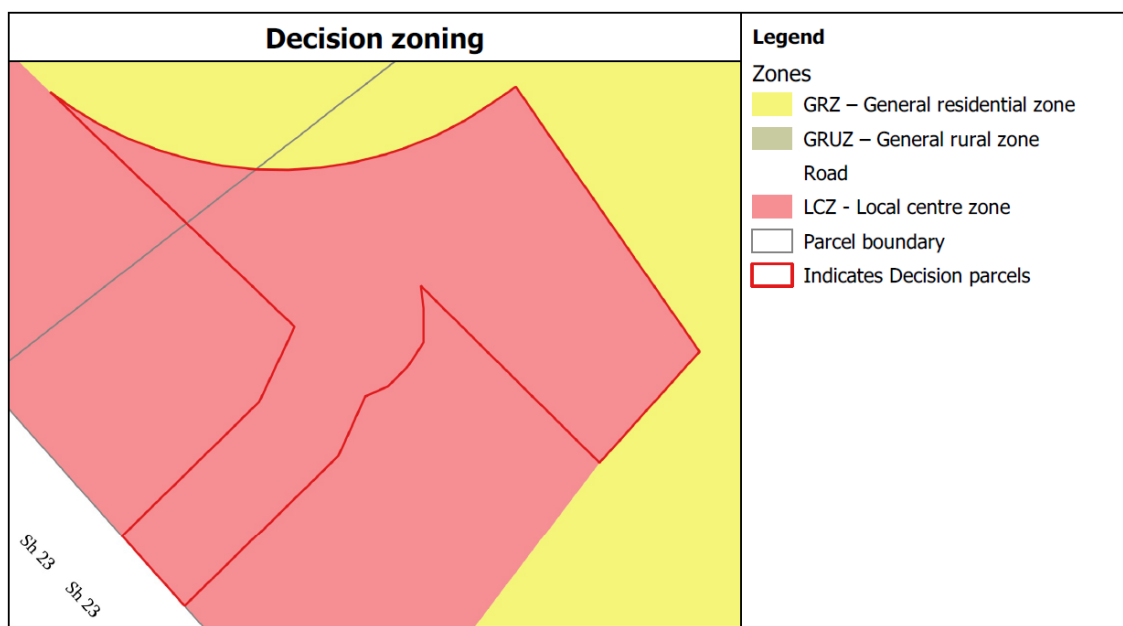 Decision zoning
Sh 23
Sh 23
Legend
Zones
GRZ – General residential zone
GRUZ – General rural zone
Road
LCZ - Local centre zone
Parcel boundary
Indicates Decision parcels